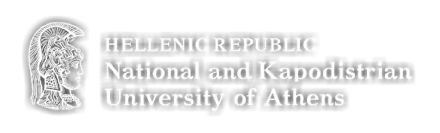 HELLENIC REPUBLIC
National and Kapodistrian
University of Athens